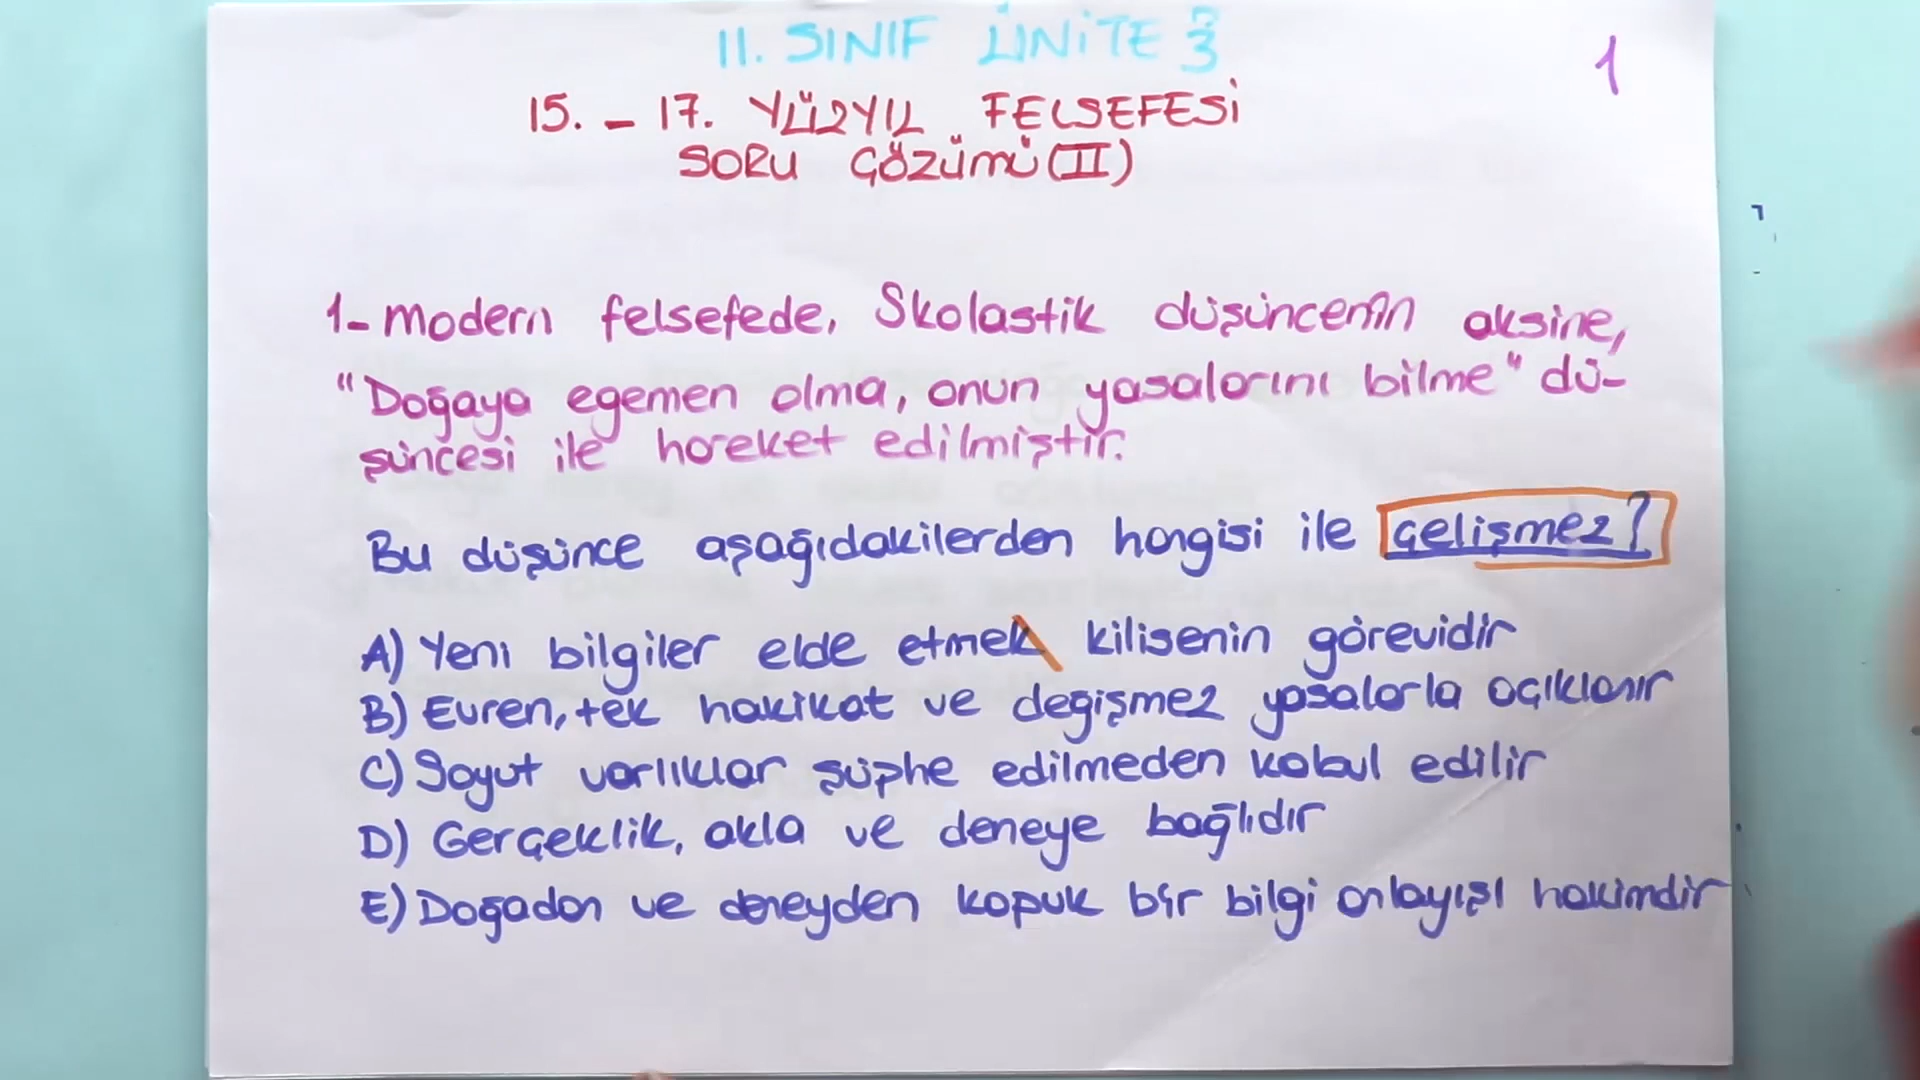 11. SINIF ÜNİTE 3
1
15. - 17. YÜZYIL FELSEFESİ
SORU ÇÖZÜMÜ (II)
1- Modern felsefede, Skolastik düşüncenin aksine,
"Doğaya egemen olma, onun yasalarını bilme" dü-
şüncesi ile hareket edilmiştir.
Bu düşünce aşağıdakilerden hangisi ile çelişmez?
A) Yeni bilgiler elde etmek kilisenin görevidir
B) Evren, tek hakikat ve değişmez yasalarla açıklanır
C) Soyut varlıklar şüphe edilmeden kabul edilir
D) Gerçeklik, akla ve deneye bağlıdır
E) Doğadan ve deneyden kopuk bir bilgi anlayışı hakimdir